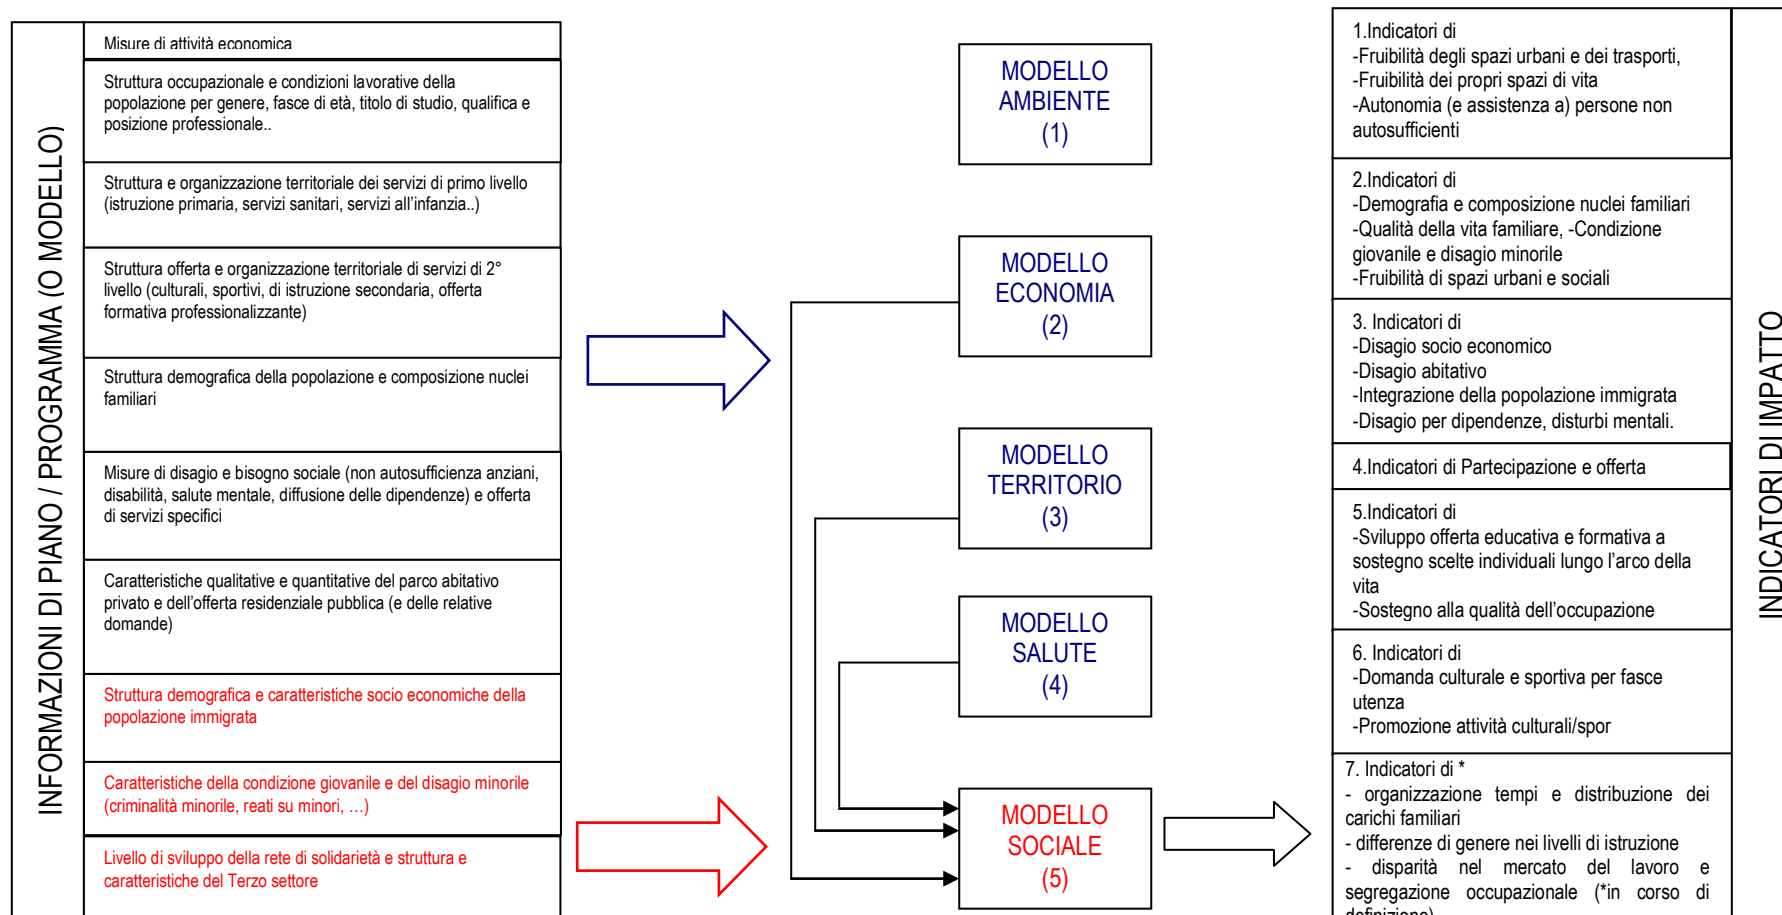 INFORMAZIONI DI PIANO / PROGRAMMA (O MODELLO)
Misure di attività economica
Struttura occupazionale e condizioni lavorative della
popolazione per genere, fasce di età, titolo di studio, qualifica e
posizione professionale..
Struttura e organizzazione territoriale dei servizi di primo livello
(istruzione primaria, servizi sanitari, servizi all'infanzia..)
Struttura offerta e organizzazione territoriale di servizi di 2°
livello (culturali, sportivi, di istruzione secondaria, offerta
formativa professionalizzante)
Struttura demografica della popolazione e composizione nuclei
familiari
Misure di disagio e bisogno sociale (non autosufficienza anziani,
disabilità, salute mentale, diffusione delle dipendenze) e offerta
di servizi specifici
Caratteristiche qualitative e quantitative del parco abitativo
privato e dell'offerta residenziale pubblica (e delle relative
domande)
Struttura demografica e caratteristiche socio economiche della
popolazione immigrata
Caratteristiche della condizione giovanile e del disagio minorile
(criminalità minorile, reati su minori, …)
Livello di sviluppo della rete di solidarietà e struttura e
caratteristiche del Terzo settore
MODELLO
AMBIENTE
(1)
MODELLO
ECONOMIA
(2)
MODELLO
TERRITORIO
(3)
MODELLO
SALUTE
(4)
MODELLO
SOCIALE
(5)
1.Indicatori di
-Fruibilità degli spazi urbani e dei trasporti,
-Fruibilità dei propri spazi di vita
-Autonomia (e assistenza a) persone non
autosufficienti
2.Indicatori di
-Demografia e composizione nuclei familiari
-Qualità della vita familiare, -Condizione
giovanile e disagio minorile
-Fruibilità di spazi urbani e sociali
3. Indicatori di
-Disagio socio economico
-Disagio abitativo
-Integrazione della popolazione immigrata
-Disagio per dipendenze, disturbi mentali.
4.Indicatori di Partecipazione e offerta
5.Indicatori di
-Sviluppo offerta educativa e formativa a
sostegno scelte individuali lungo l'arco della
vita
-Sostegno alla qualità dell'occupazione
6. Indicatori di
-Domanda culturale e sportiva per fasce
utenza
-Promozione attività culturali/spor
7. Indicatori di *
- organizzazione tempi e distribuzione dei
carichi familiari
- differenze di genere nei livelli di istruzione
- disparità nel mercato del lavoro e
segregazione occupazionale (*in corso di
definizione)
INDICATORI DI IMPATTO